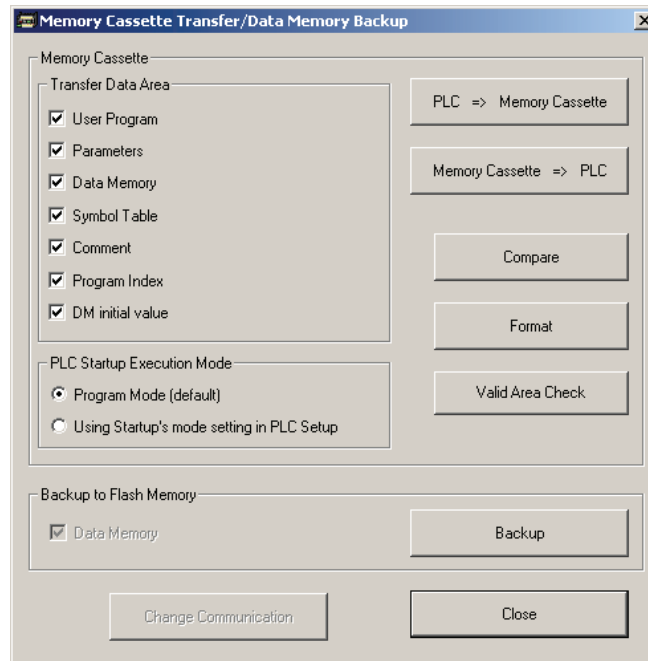 Memory Cassette Transfer/Data Memory Backup
Memory Cassette
Transfer Data Area
User Program
Parameters
Data Memory
Symbol Table
Comment
Program Index
DM initial value
PLC => Memory Cassette
Memory Cassette => PLC
Compare
Format
Valid Area Check
PLC Startup Execution Mode
Program Mode (default)
Using Startup's mode setting in PLC Setup
Backup to Flash Memory
Data Memory
Backup
Change Communication
Close